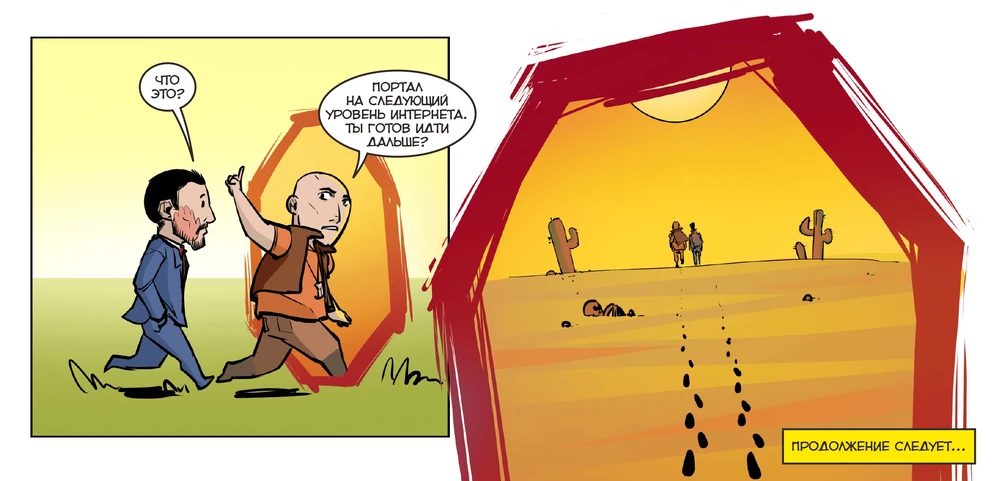 ЧТО
ЭТО?
ПОРТАЛ
НА СЛЕДУЮЩИЙ
УРОВЕНЬ ИНТЕРНЕТА.
ТЫ ГОТОВ ИДТИ
ДАЛЬШЕ?
ПРОДОЛЖЕНИЕ СЛЕДУЕТ...